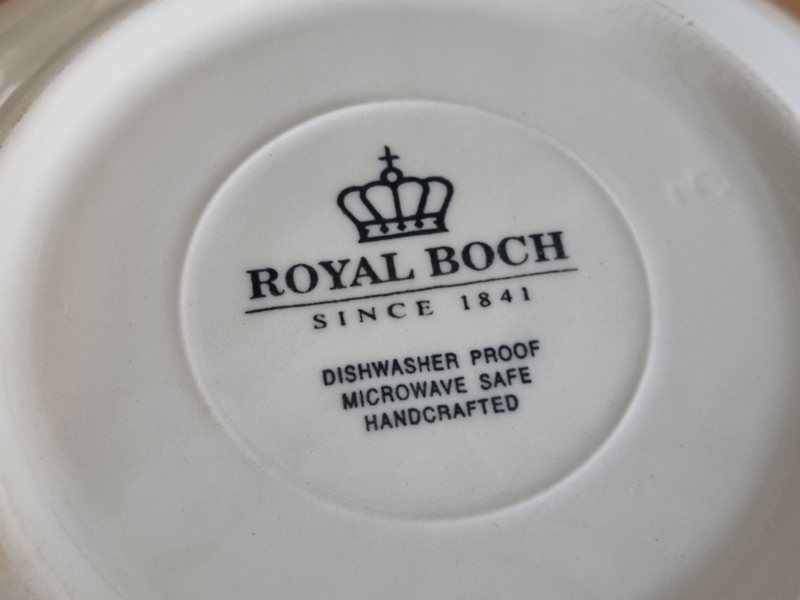 ROYAL BOCH
SINCE 1841
DISHWASHER PROOF
MICROWAVE SAFE
HANDCRAFTED